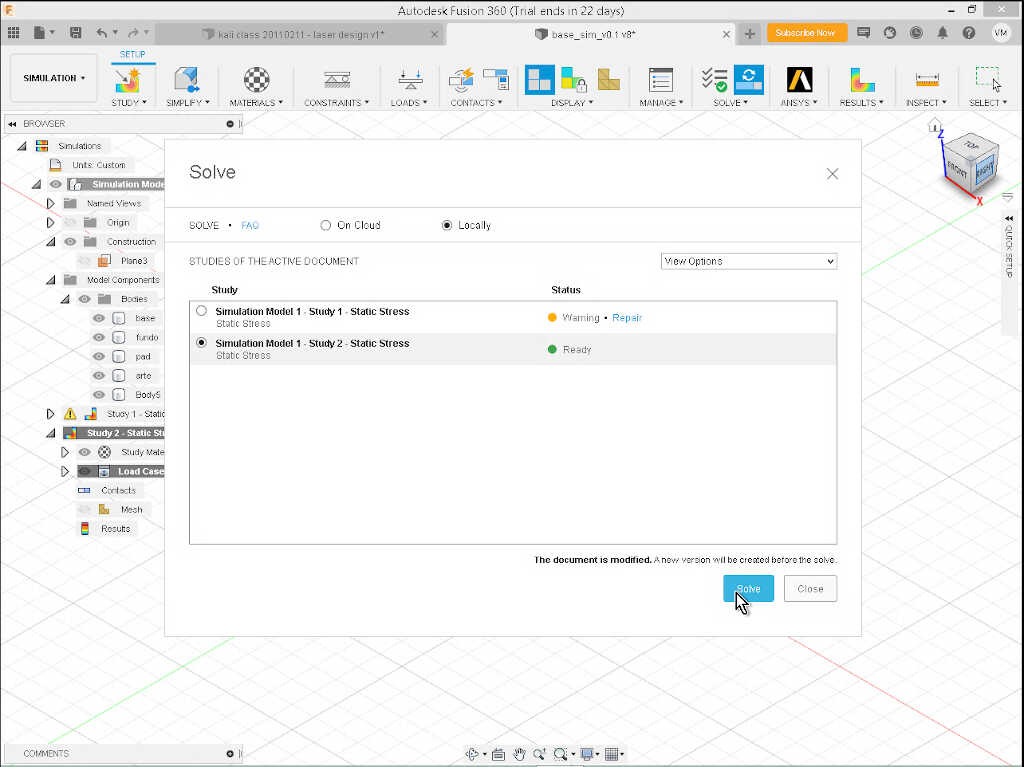 Autodesk Fusion 360 (Trial ends in 22 days)
kali class 20110211 - laser design v1*
base_sim_v0.1 v8*
Subscribe Now
VM
SETUP
SIMULATION
STUDY
SIMPLIFY
MATERIALS
CONSTRAINTS
LOADS
CONTACTS
DISPLAY
MANAGE
SOLVE
ANSYS
RESULTS
INSPECT
SELECT
BROWSER
Simulations
Units: Custom
Simulation Mode
Named Views
Origin
Construction
Plane3
Model Components
Bodies
base
fundo
pad
arte
Body5
Study 1 - Static
Study 2 - Static St
Study Mate
Load Case
Contacts
Mesh
Results
Solve
SOLVE • FAQ
On Cloud
Locally
STUDIES OF THE ACTIVE DOCUMENT
View Options
Study
Status
Simulation Model 1 - Study 1 - Static Stress
Static Stress
Warning • Repair
Simulation Model 1 - Study 2 - Static Stress
Static Stress
Ready
The document is modified. A new version will be created before the solve.
Solve
Close
Z
TOP
FRONT
RIGHT
X
QUICK SETUP
COMMENTS